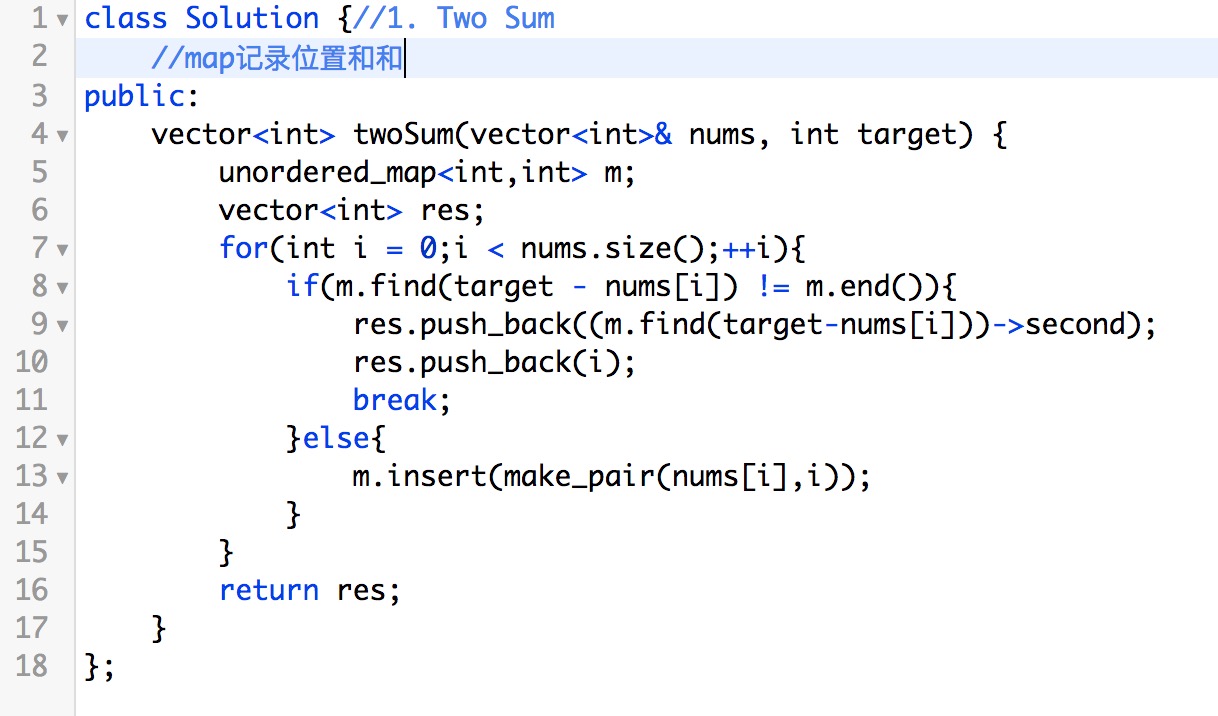 1 class Solution {//1. Two Sum
2     //map记录位置和和
3 public:
4     vector<int> twoSum(vector<int>& nums, int target) {
5         unordered_map<int,int> m;
6         vector<int> res;
7         for(int i = 0;i < nums.size();++i){
8             if(m.find(target - nums[i]) != m.end()){
9                 res.push_back((m.find(target-nums[i]))->second);
10                 res.push_back(i);
11                 break;
12             }else{
13                 m.insert(make_pair(nums[i],i));
14             }
15         }
16         return res;
17     }
18 };